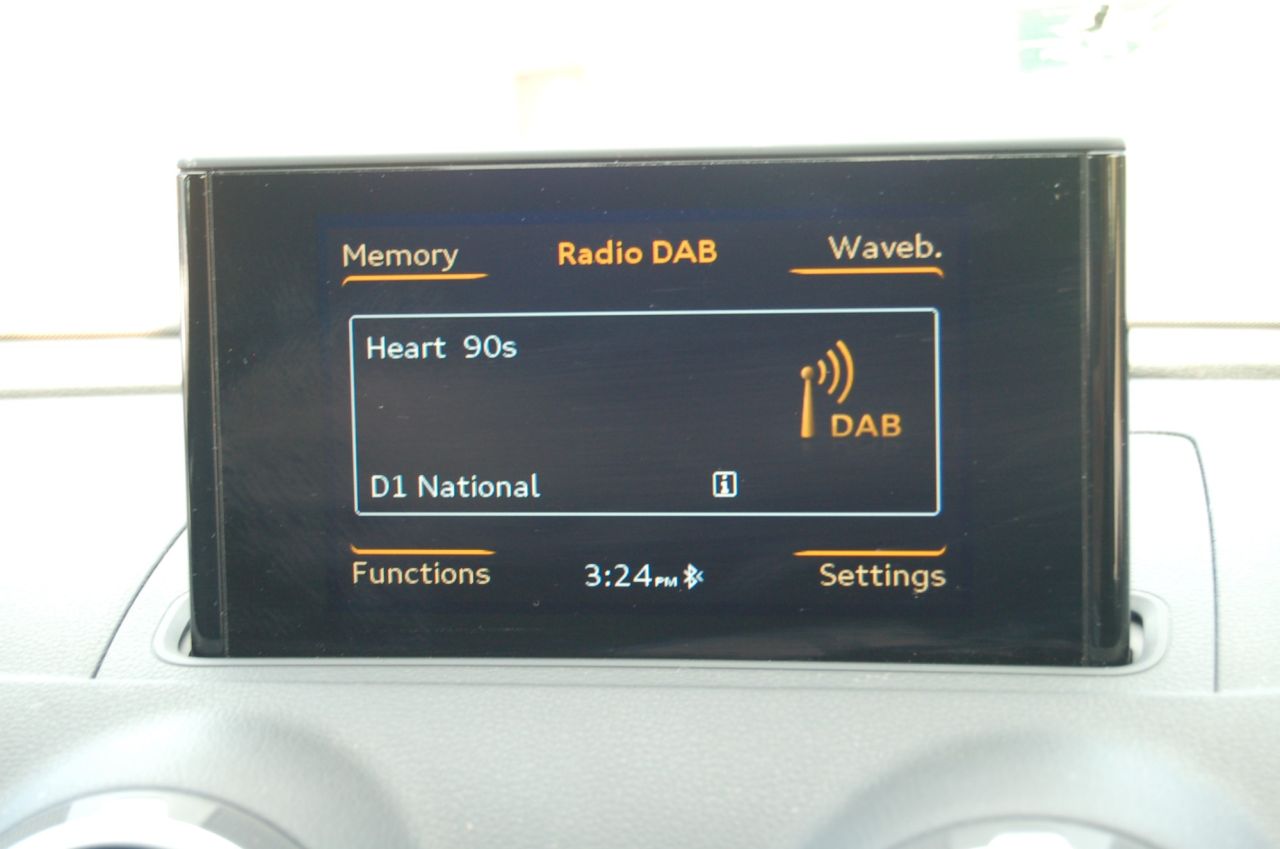 Memory Radio DAB Waveb.
Heart 90s
DAB
D1 National i
Functions 3:24PM Settings